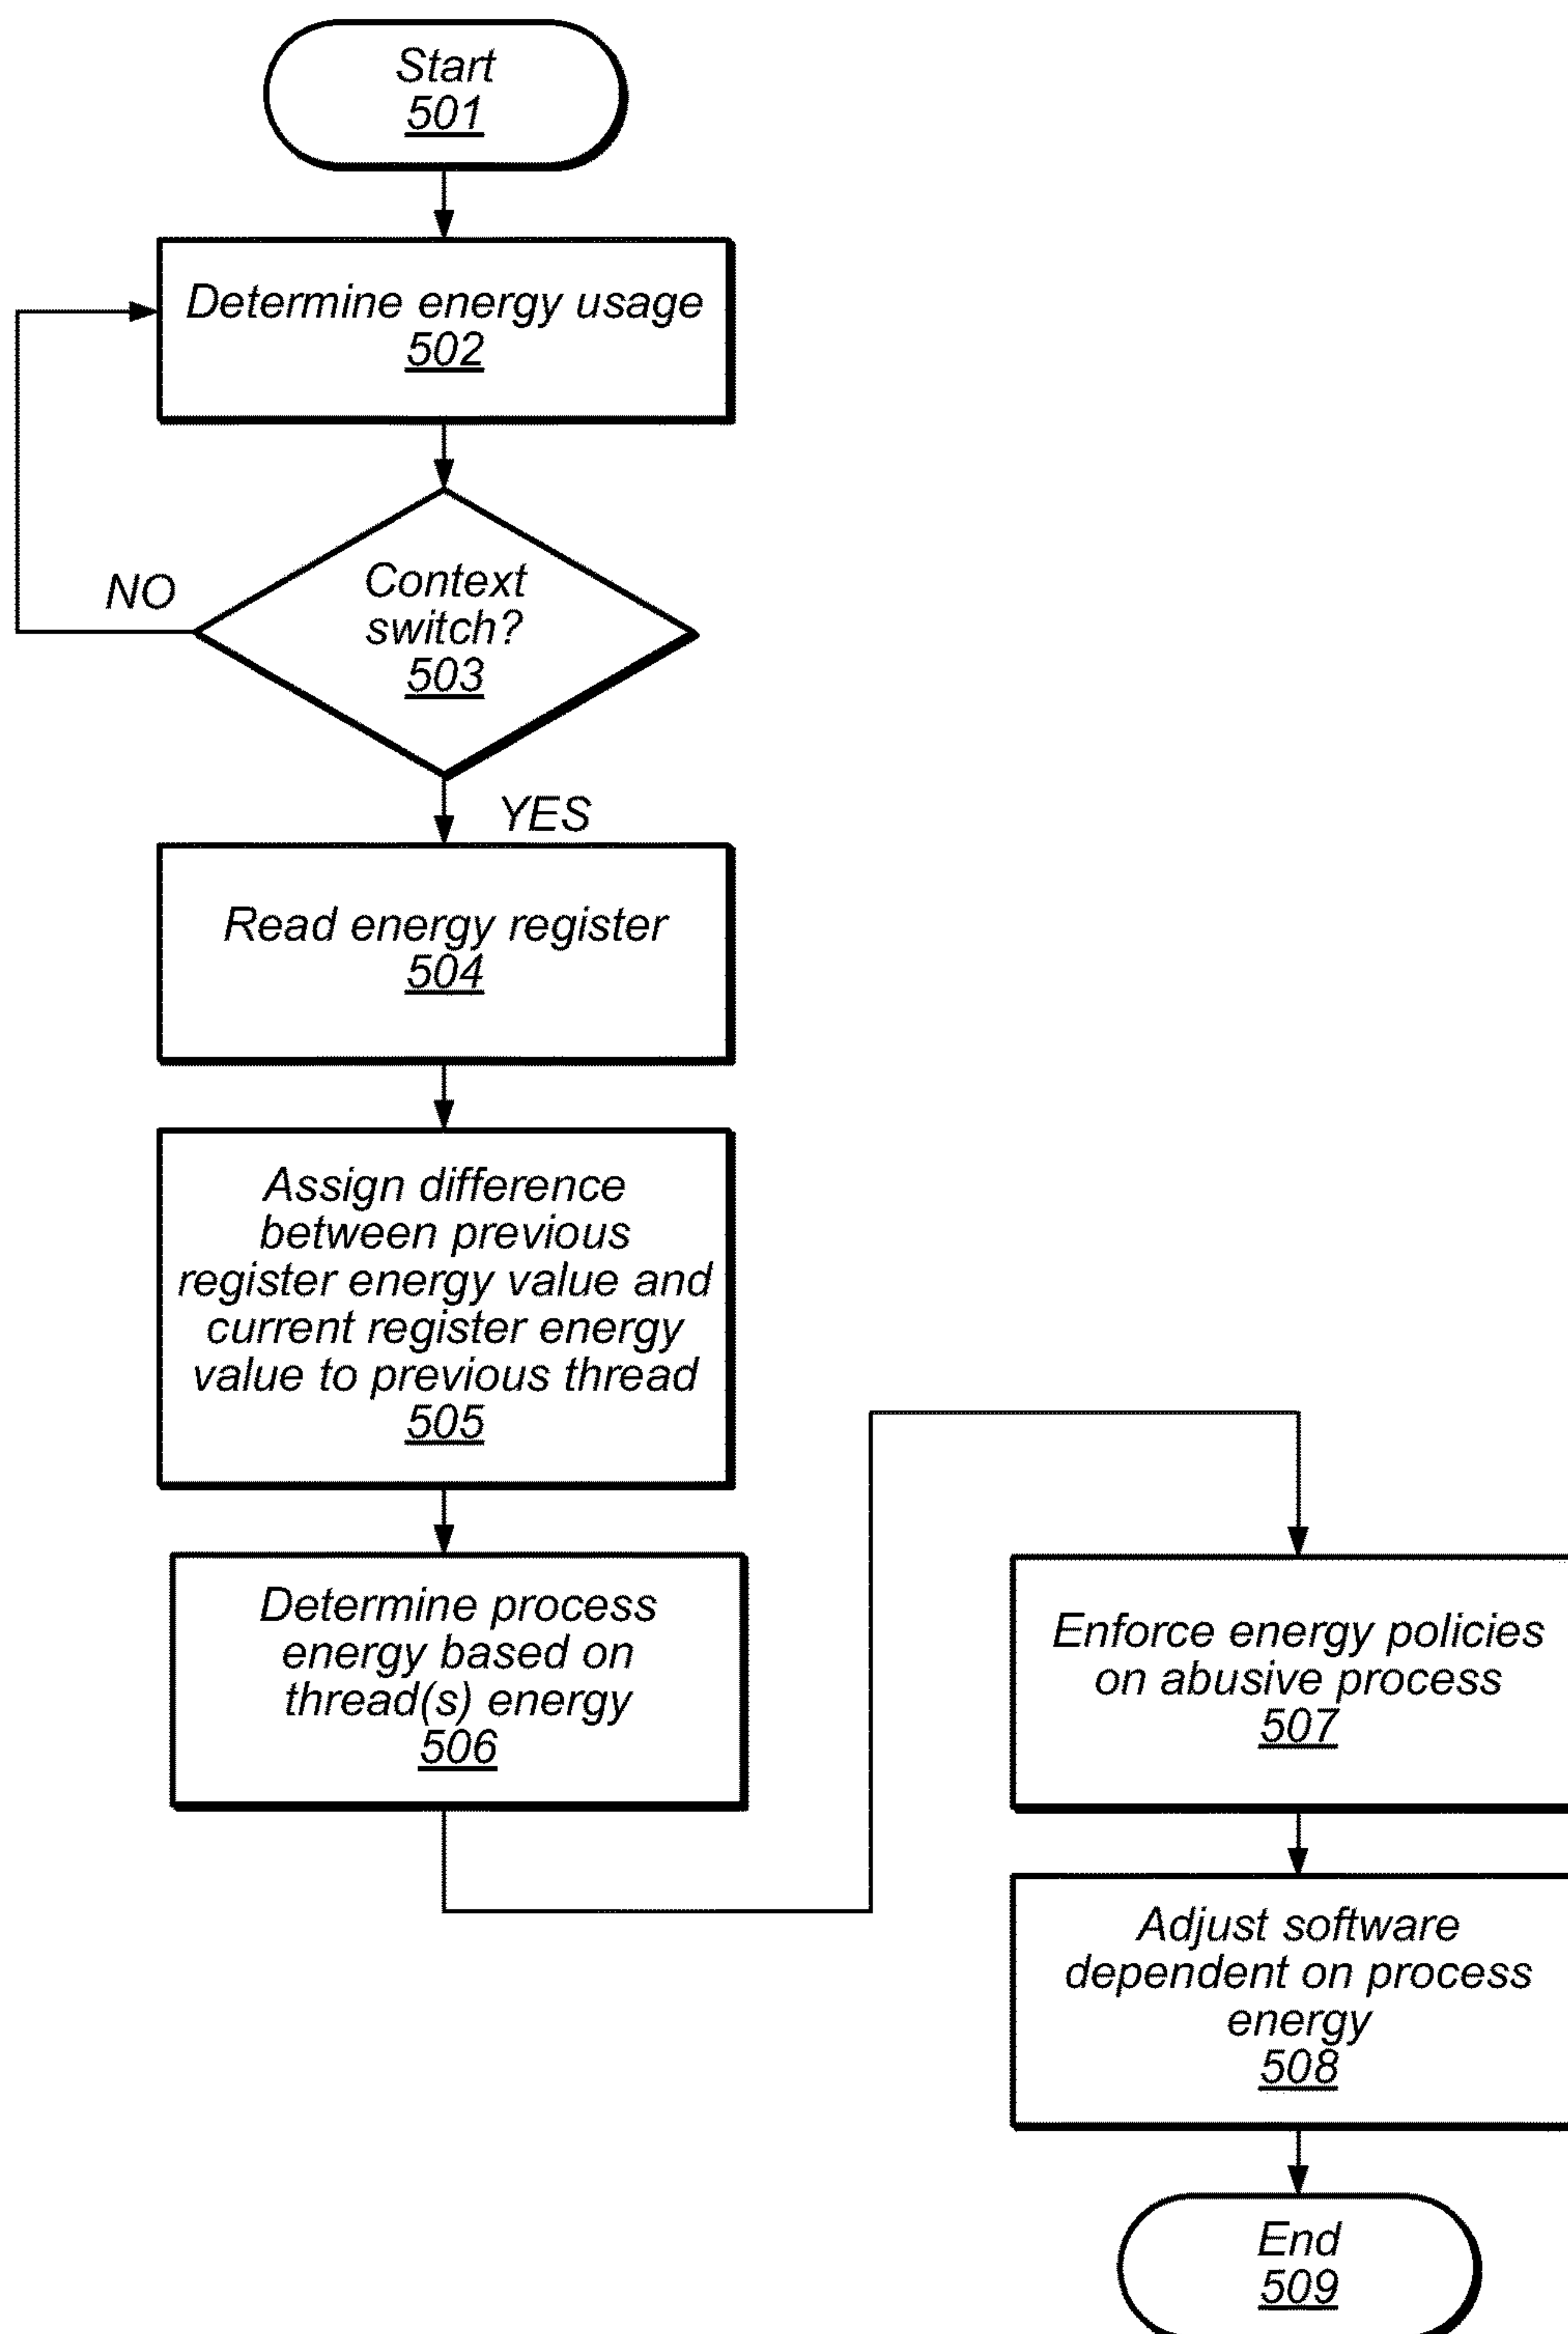 Start
501
Determine energy usage
502
Context
switch?
503
NO
YES
Read energy register
504
Assign difference
between previous
register energy value and
current register energy
value to previous thread
505
Determine process
energy based on
thread(s) energy
506
Enforce energy policies
on abusive process
507
Adjust software
dependent on process
energy
508
End
509